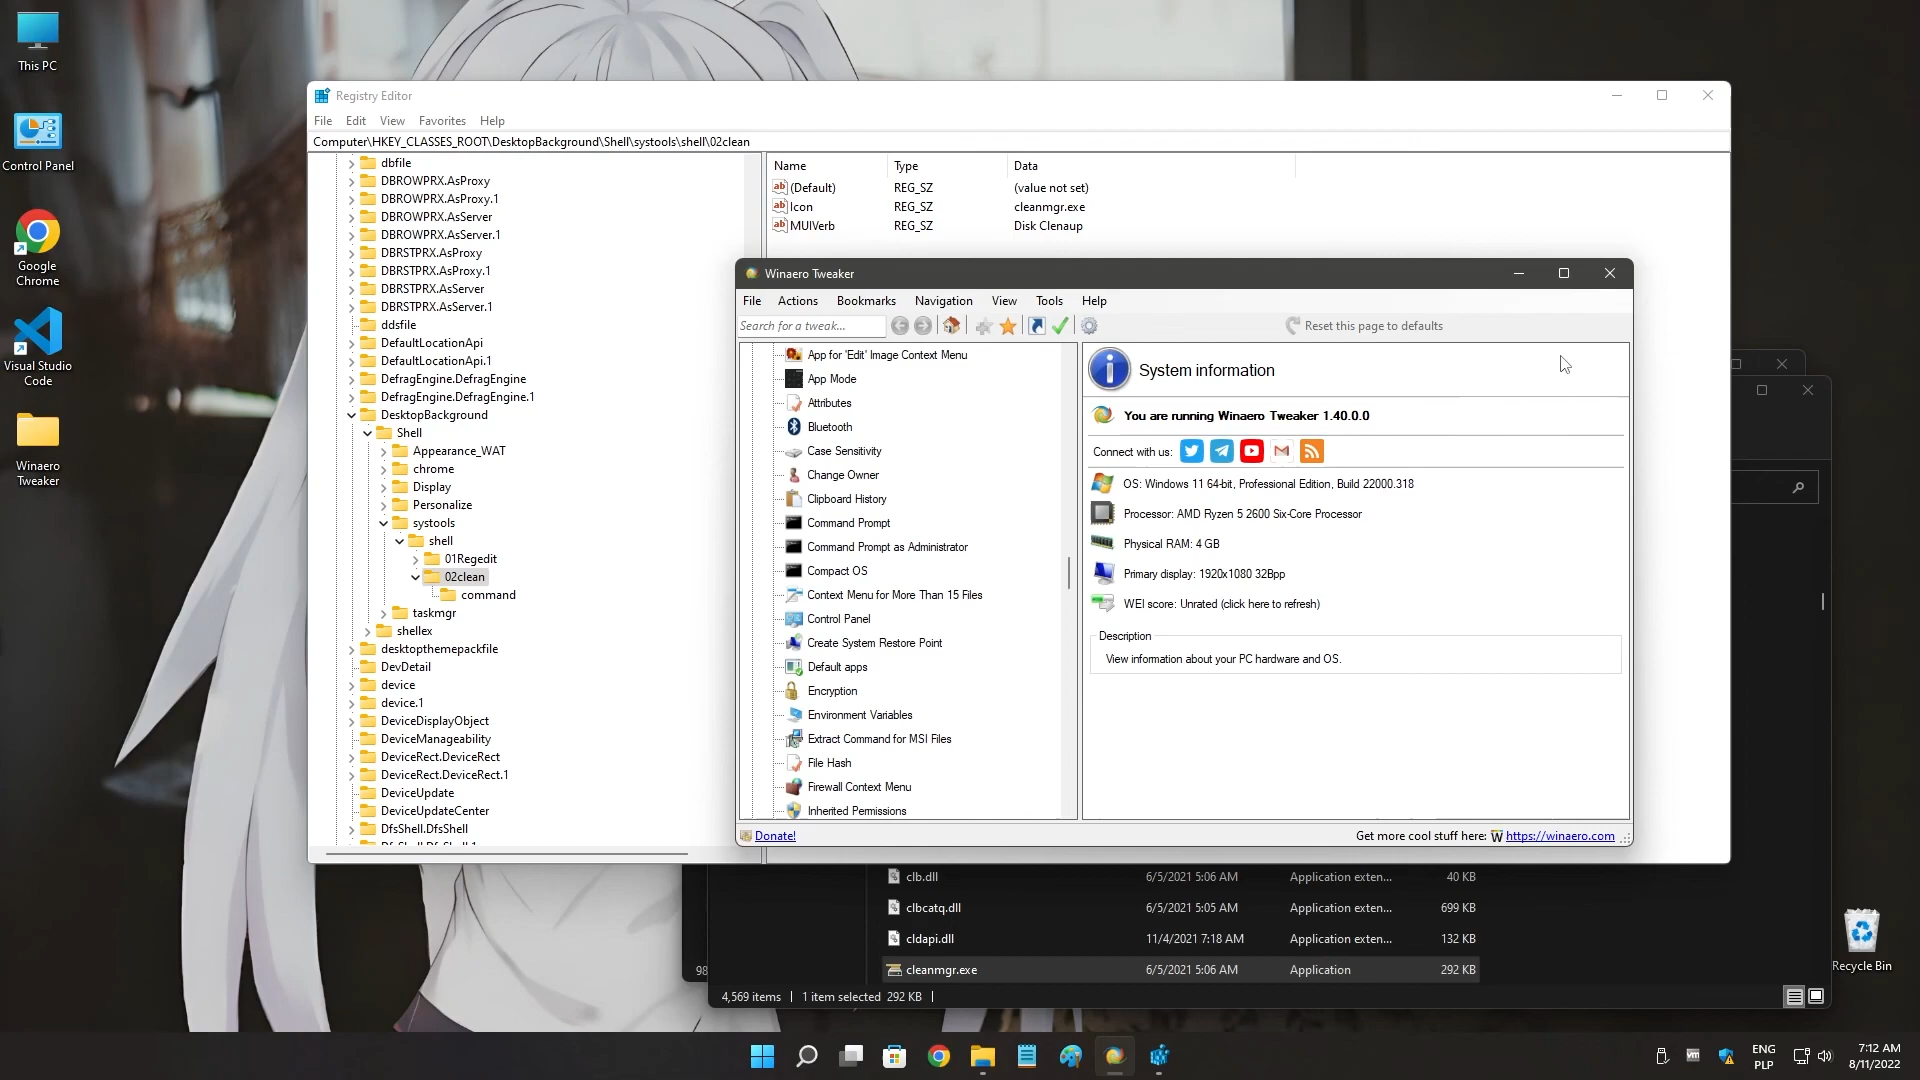 This PC
Control Panel
Google
Chrome
Visual Studio
Code
Winaero
Tweaker
Registry Editor
File Edit View Favorites Help
Computer\HKEY_CLASSES_ROOT\DesktopBackground\Shell\systools\shell\02clean
dbfile
DBROWPRX.AsProxy
DBROWPRX.AsProxy.1
DBROWPRX.AsServer
DBROWPRX.AsServer.1
DBRSTPRX.AsProxy
DBRSTPRX.AsProxy.1
DBRSTPRX.AsServer
DBRSTPRX.AsServer.1
ddsfile
DefaultLocationApi
DefaultLocationApi.1
DefragEngine.DefragEngine
DefragEngine.DefragEngine.1
DesktopBackground
Shell
Appearance_WAT
chrome
Display
Personalize
systools
shell
01Regedit
02clean
command
taskmgr
shellex
desktopthemepackfile
DevDetail
device
device.1
DeviceDisplayObject
DeviceManageability
DeviceRect.DeviceRect
DeviceRect.DeviceRect.1
DeviceUpdate
DeviceUpdateCenter
DfsShell.DfsShell
Name Type Data
(Default) REG_SZ (value not set)
Icon REG_SZ cleanmgr.exe
MUIVerb REG_SZ Disk Clenaup
Winaero Tweaker
File Actions Bookmarks Navigation View Tools Help
Search for a tweak...
Reset this page to defaults
App for 'Edit' Image Context Menu
App Mode
Attributes
Bluetooth
Case Sensitivity
Change Owner
Clipboard History
Command Prompt
Command Prompt as Administrator
Compact OS
Context Menu for More Than 15 Files
Control Panel
Create System Restore Point
Default apps
Encryption
Environment Variables
Extract Command for MSI Files
File Hash
Firewall Context Menu
Inherited Permissions
System information
You are running Winaero Tweaker 1.40.0.0
Connect with us:
OS: Windows 11 64-bit, Professional Edition, Build 22000.318
Processor: AMD Ryzen 5 2600 Six-Core Processor
Physical RAM: 4 GB
Primary display: 1920x1080 32Bpp
WEI score: Unrated (click here to refresh)
Description
View information about your PC hardware and OS.
Donate!
Get more cool stuff here: W https://winaero.com
clb.dll 6/5/2021 5:06 AM Application exten... 40 KB
clbcatq.dll 6/5/2021 5:05 AM Application exten... 699 KB
cldapi.dll 11/4/2021 7:18 AM Application exten... 132 KB
cleanmgr.exe 6/5/2021 5:06 AM Application 292 KB
98
4,569 items 1 item selected 292 KB
Recycle Bin
vm
ENG
PLP
7:12 AM
8/11/2022